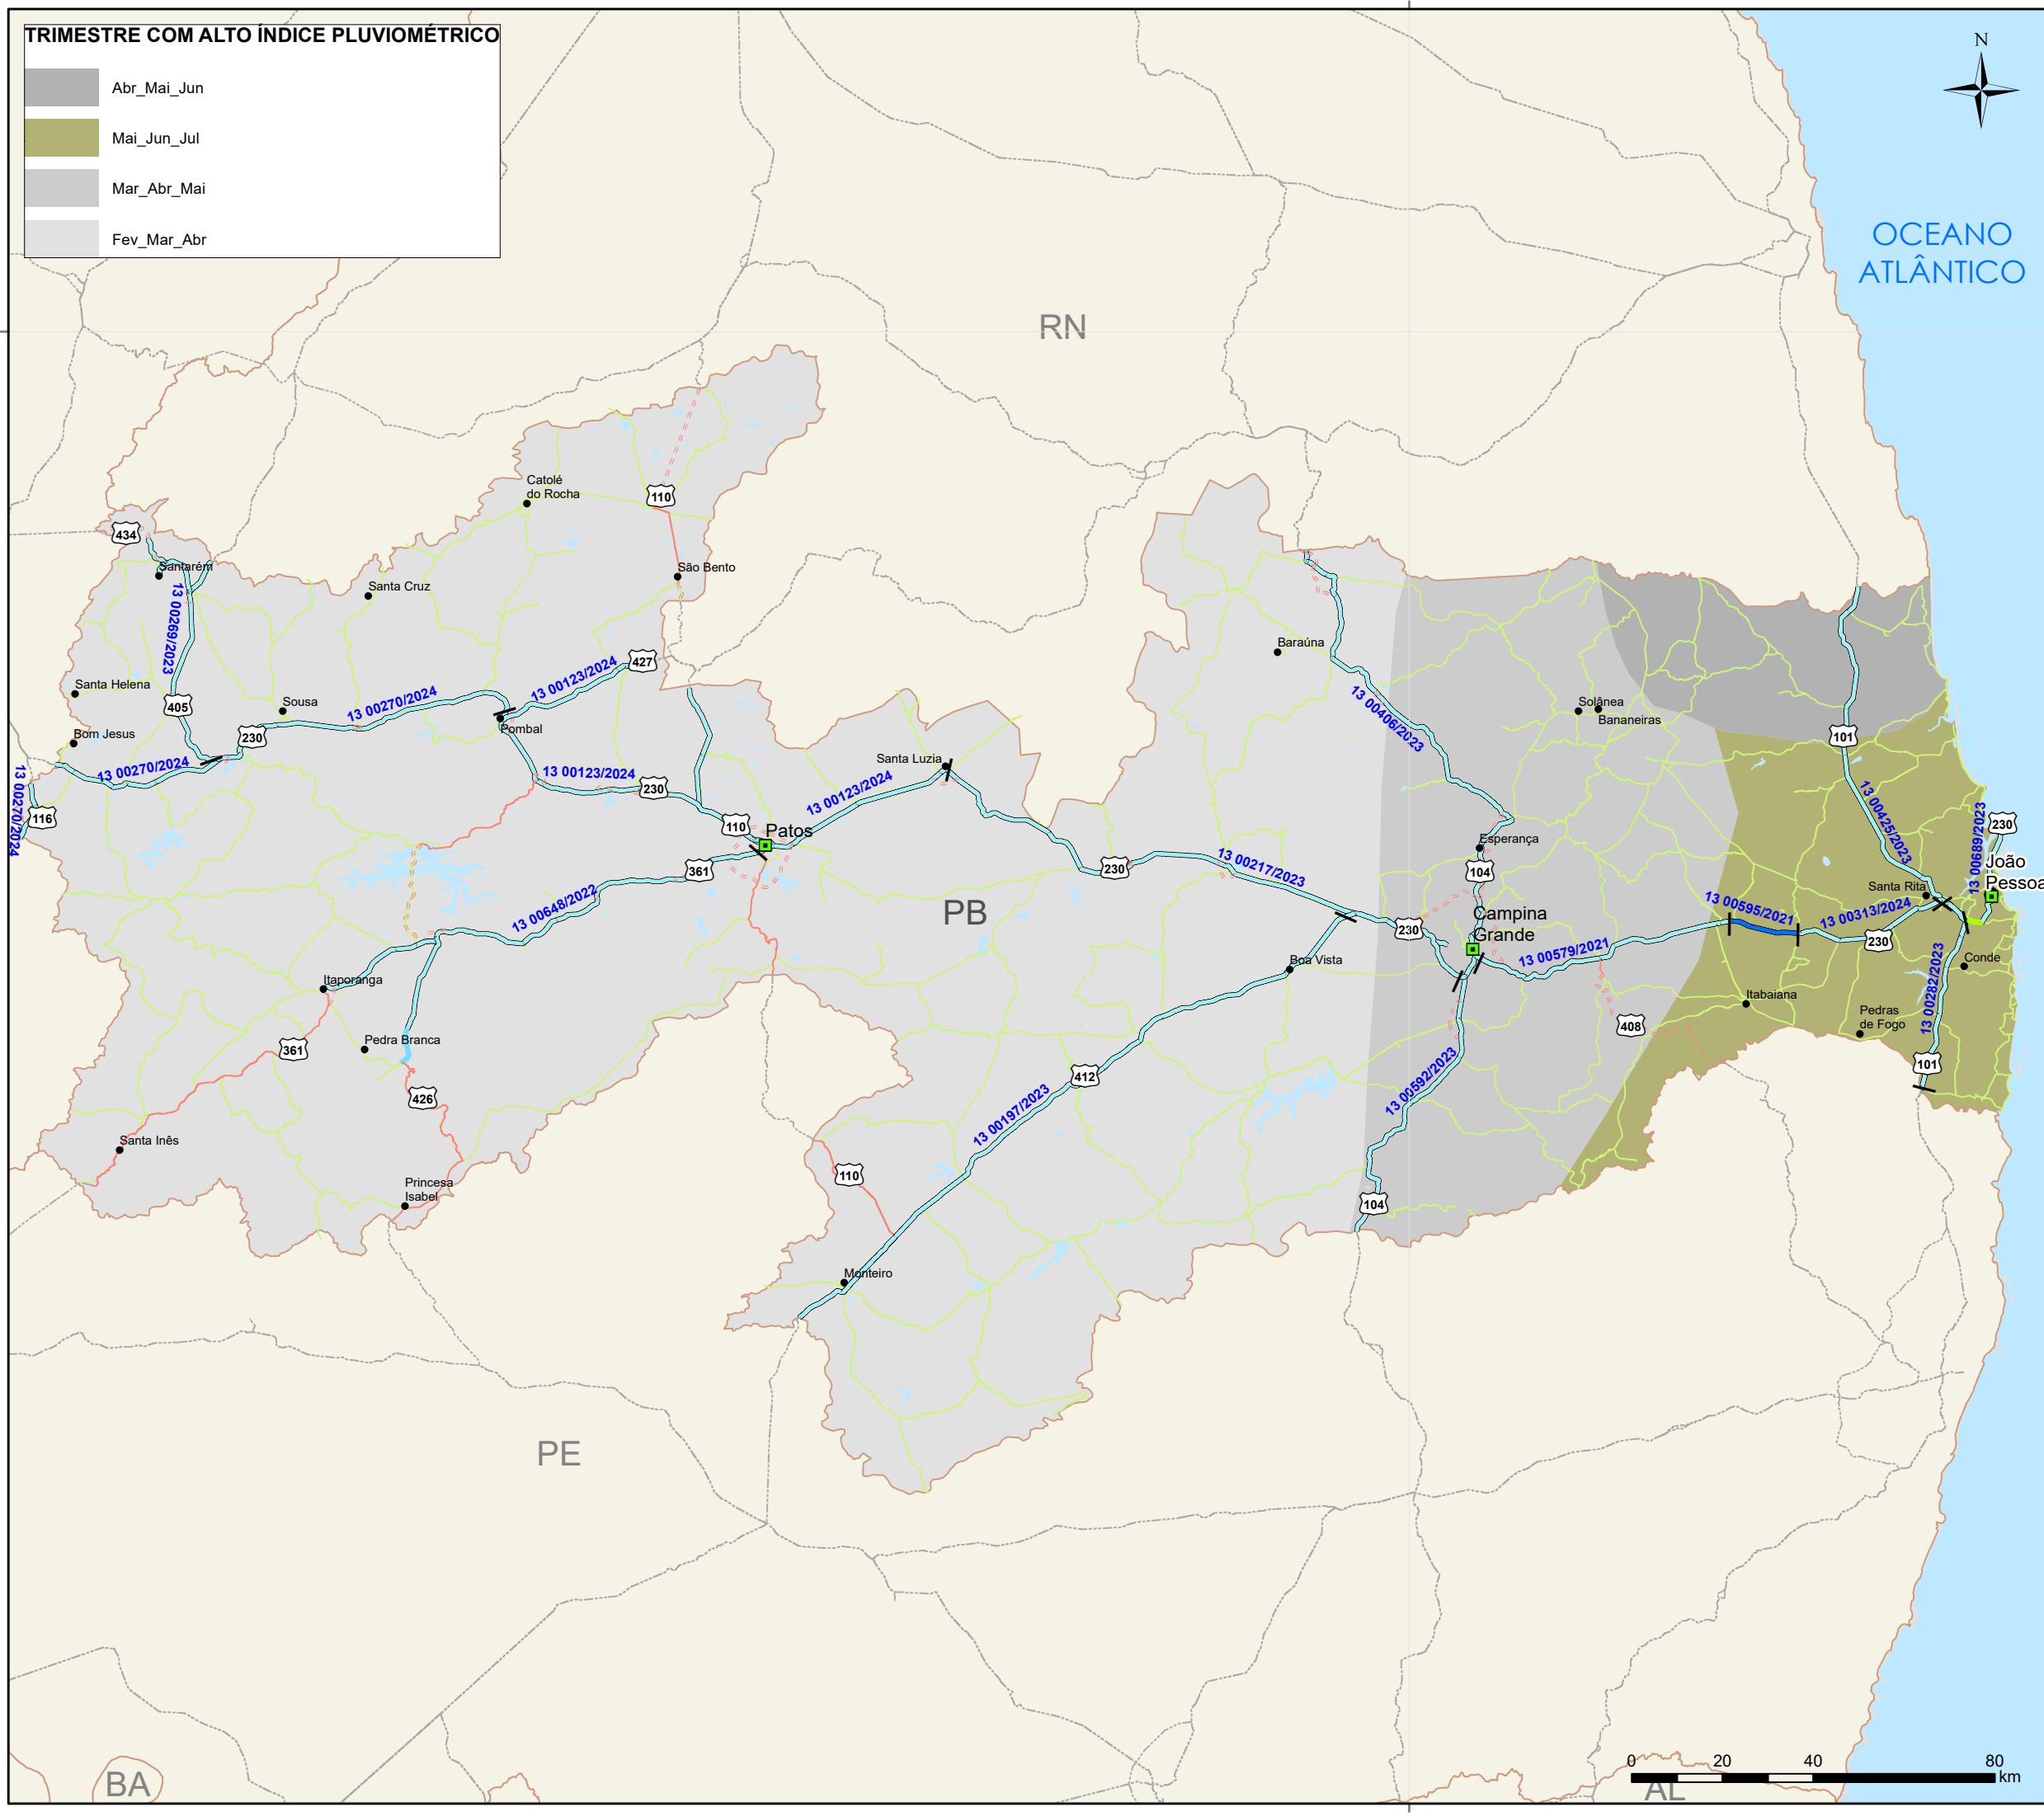 TRIMESTRE COM ALTO ÍNDICE PLUVIOMÉTRICO
Abr_Mai_Jun
Mai_Jun_Jul
Mar_Abr_Mai
Fev_Mar_Abr
N
OCEANO
ATLÂNTICO
RN
Catolé
do Rocha
110
434
Santarém
São Bento
Santa Cruz
13 00269/2023
Baraúna
427
13 00123/2024
Santa Helena
405
Sousa
13 00270/2024
Pombal
Solânea
Bananeiras
13 00406/2023
Bom Jesus
230
101
13 00270/2024
13 00270/2024
116
13 00123/2024
230
Santa Luzia
13 00123/2024
110
Patos
361
13 00648/2022
230
13 00217/2023
Esperança
104
13 00425/2023
13 00689/2023
230
João
Pessoa
Santa Rita
PB
Campina
Grande
230
13 00579/2021
13 00595/2021
13 00313/2024
230
Boa Vista
Conde
13 00282/2023
Itaporanga
Itabaiana
Pedras
de Fogo
408
361
Pedra Branca
426
412
13 00197/2023
13 00592/2023
101
Santa Inês
Princesa
Isabel
110
104
Monteiro
PE
BA
AL
0 20 40 80
km